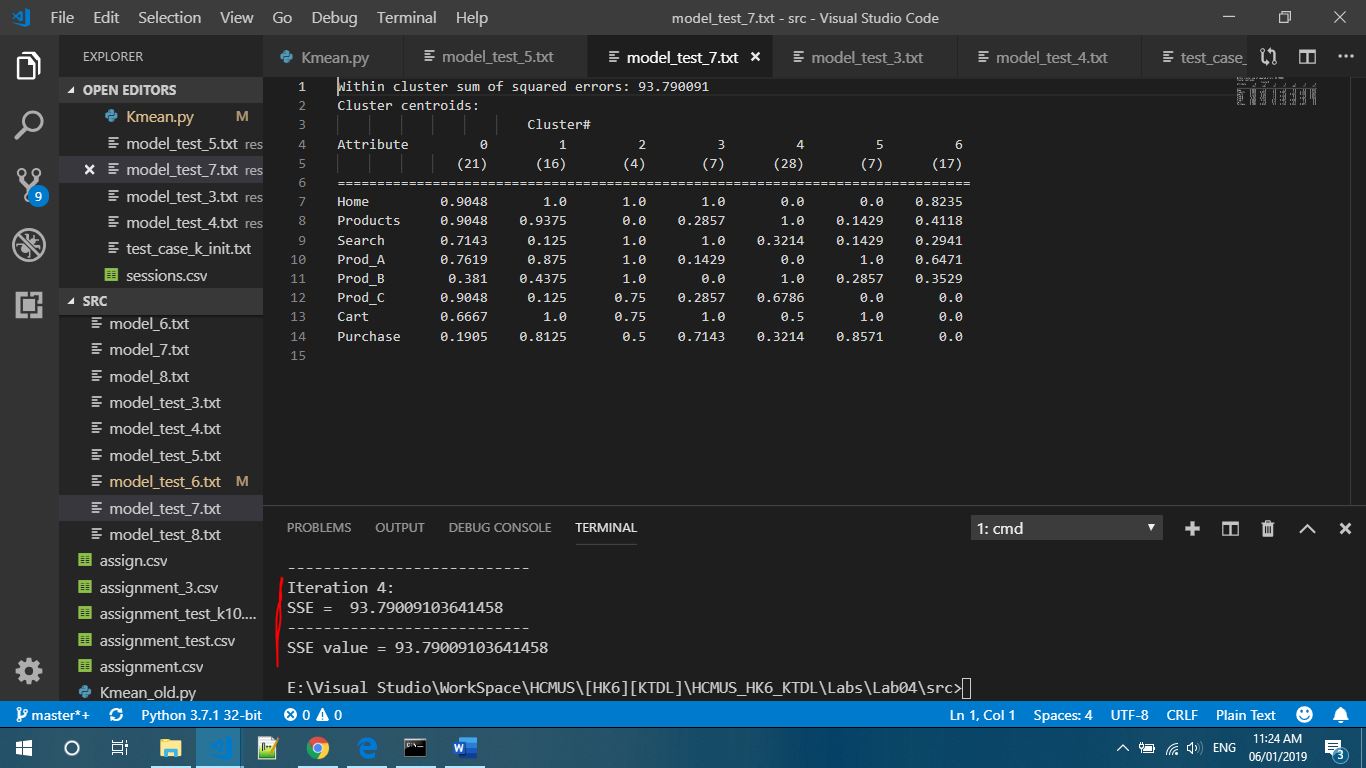 File Edit Selection View Go Debug Terminal Help
model_test_7.txt - src - Visual Studio Code
EXPLORER
OPEN EDITORS
Kmean.py M
model_test_5.txt res
model_test_7.txt res
model_test_3.txt res
model_test_4.txt res
test_case_k_init.txt
sessions.csv
SRC
model_6.txt
model_7.txt
model_8.txt
model_test_3.txt
model_test_4.txt
model_test_5.txt
model_test_6.txt M
model_test_7.txt
model_test_8.txt
assign.csv
assignment_3.csv
assignment_test_k10....
assignment_test.csv
assignment.csv
Kmean_old.py
9
Kmean.py model_test_5.txt model_test_7.txt model_test_3.txt model_test_4.txt test_case_
1 Within cluster sum of squared errors: 93.790091
2 Cluster centroids:
3 Cluster#
4 Attribute 0 1 2 3 4 5 6
5 (21) (16) (4) (7) (28) (7) (17)
6 ================================================================================
7 Home 0.9048 1.0 1.0 1.0 0.0 0.0 0.8235
8 Products 0.9048 0.9375 0.0 0.2857 1.0 0.1429 0.4118
9 Search 0.7143 0.125 1.0 1.0 0.3214 0.1429 0.2941
10 Prod_A 0.7619 0.875 1.0 0.1429 0.0 1.0 0.6471
11 Prod_B 0.381 0.4375 1.0 0.0 1.0 0.2857 0.3529
12 Prod_C 0.9048 0.125 0.75 0.2857 0.6786 0.0 0.0
13 Cart 0.6667 1.0 0.75 1.0 0.5 1.0 0.0
14 Purchase 0.1905 0.8125 0.5 0.7143 0.3214 0.8571 0.0
15
PROBLEMS OUTPUT DEBUG CONSOLE TERMINAL 1: cmd
---------------------------
Iteration 4:
SSE =  93.79009103641458
---------------------------
SSE value = 93.79009103641458
E:\Visual Studio\WorkSpace\HCMUS\[HK6][KTDL]\HCMUS_HK6_KTDL\Labs\Lab04\src>
master*+ Python 3.7.1 32-bit 0 0 Ln 1, Col 1 Spaces: 4 UTF-8 CRLF Plain Text
ENG
11:24 AM
06/01/2019
3